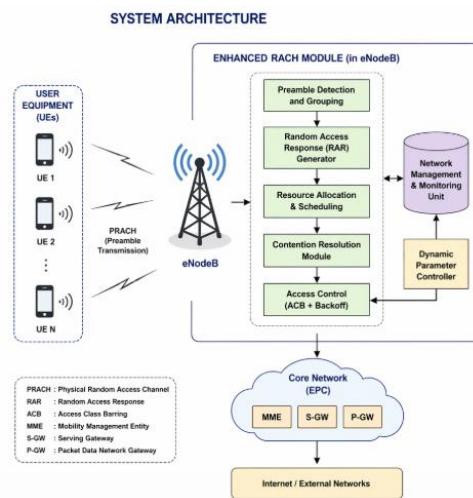 SYSTEM ARCHITECTURE
ENHANCED RACH MODULE (in eNodeB)
USER
EQUIPMENT
(UEs)
UE 1
UE 2
⋮
UE N
PRACH
(Preamble
Transmission)
eNodeB
Preamble Detection
and Grouping
Random Access
Response (RAR)
Generator
Resource Allocation
& Scheduling
Contention Resolution
Module
Access Control
(ACB + Backoff)
Network
Management
& Monitoring
Unit
Dynamic
Parameter
Controller
Core Network
(EPC)
MME
S-GW
P-GW
Internet / External Networks
PRACH : Physical Random Access Channel
RAR : Random Access Response
ACB : Access Class Barring
MME : Mobility Management Entity
S-GW : Serving Gateway
P-GW : Packet Data Network Gateway